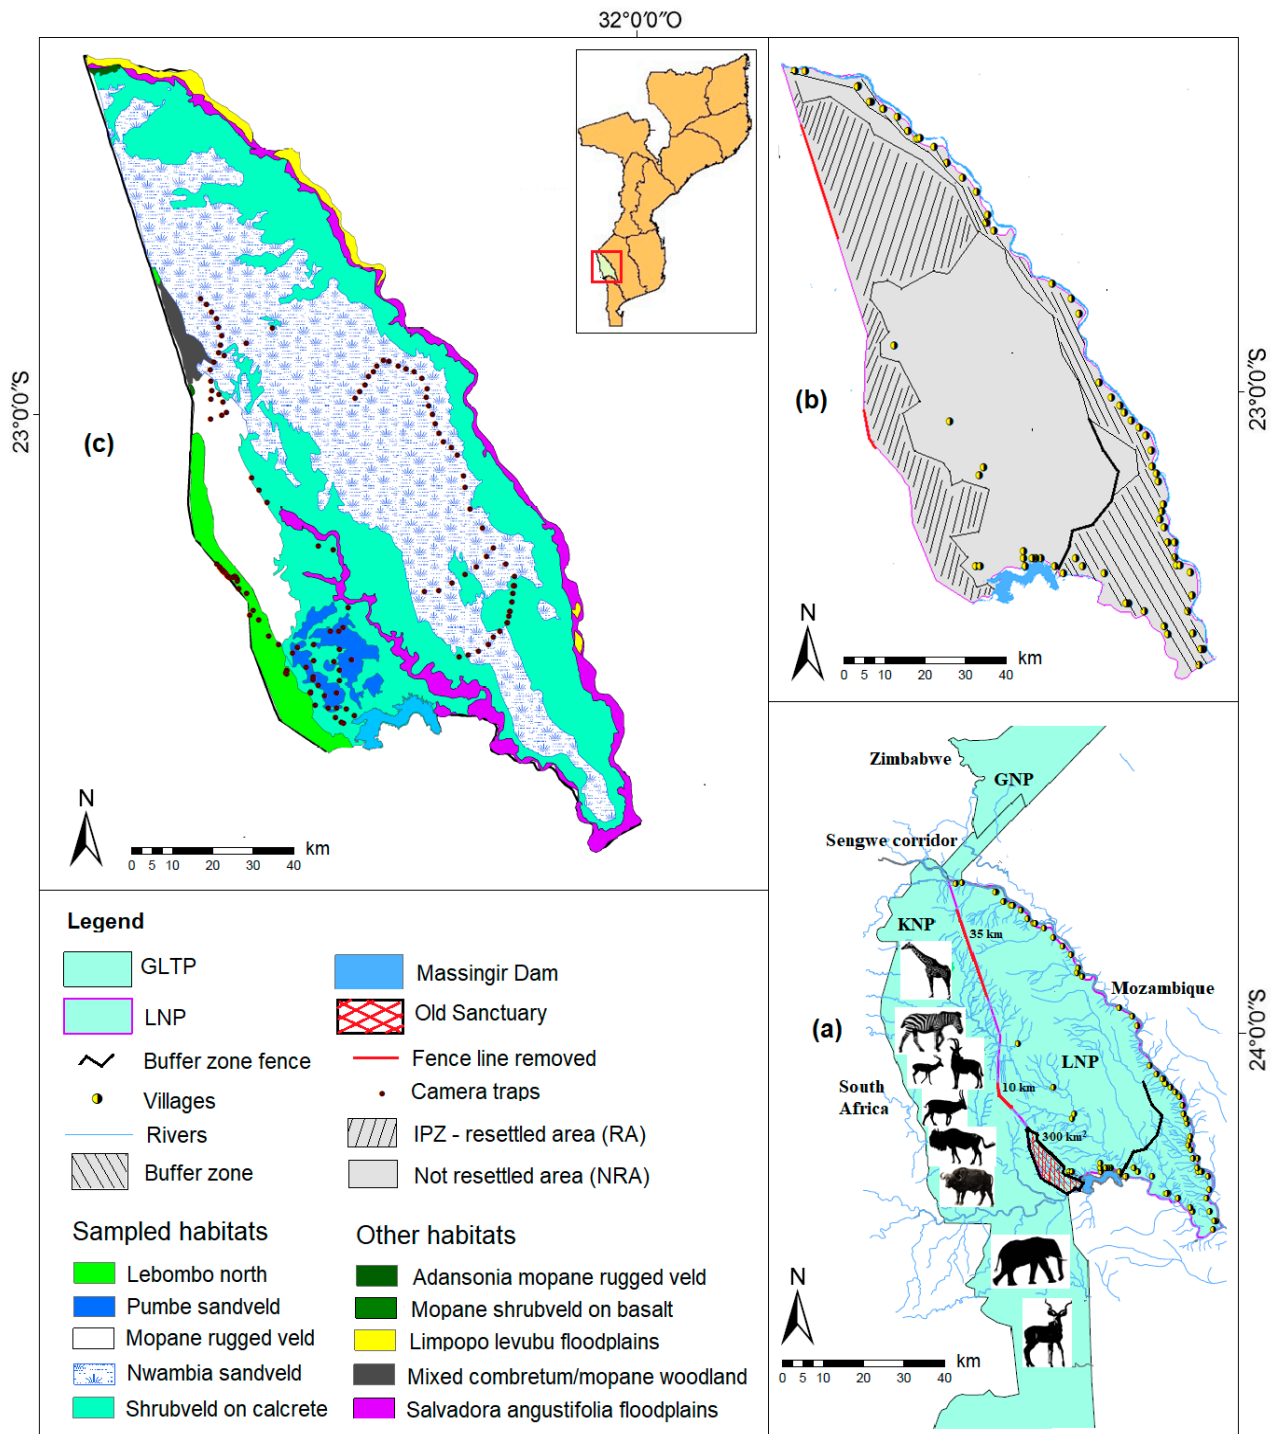 32°0'0"O
23°0'0"S
(c)
N
0 5 10 20 30 40
km
(b)
23°0'0"S
N
0 5 10 20 30 40
km
Legend
GLTP
LNP
Buffer zone fence
Villages
Rivers
Buffer zone
Massingir Dam
Old Sanctuary
Fence line removed
Camera traps
IPZ - resettled area (RA)
Not resettled area (NRA)
Sampled habitats
Lebombo north
Pumbe sandveld
Mopane rugged veld
Nwambia sandveld
Shrubveld on calcrete
Other habitats
Adansonia mopane rugged veld
Mopane shrubveld on basalt
Limpopo levubu floodplains
Mixed combretum/mopane woodland
Salvadora angustifolia floodplains
Zimbabwe
GNP
Sengwe corridor
KNP
35 km
Mozambique
(a)
24°0'0"S
LNP
South
Africa
10 km
300 km²
N
0 5 10 20 30 40
km